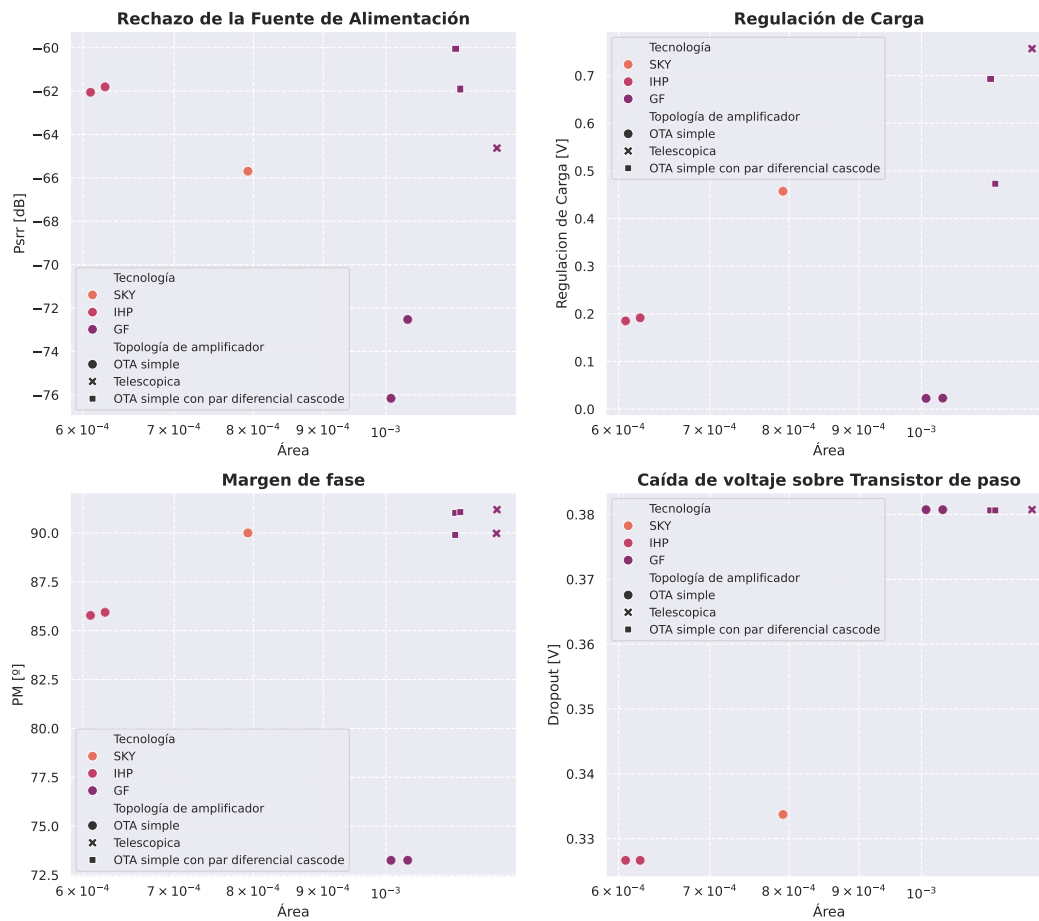 Rechazo de la Fuente de Alimentación
−60
−62
−64
−66
−68
−70
−72
−74
−76
Psrr [dB]
Tecnología
SKY
IHP
GF
Topología de amplificador
OTA simple
Telescopica
OTA simple con par diferencial cascode
6 × 10⁻⁴
7 × 10⁻⁴
8 × 10⁻⁴
9 × 10⁻⁴
10⁻³
Área
Regulación de Carga
0.7
0.6
0.5
0.4
0.3
0.2
0.1
0.0
Regulacion de Carga [V]
Tecnología
SKY
IHP
GF
Topología de amplificador
OTA simple
Telescopica
OTA simple con par diferencial cascode
6 × 10⁻⁴
7 × 10⁻⁴
8 × 10⁻⁴
9 × 10⁻⁴
10⁻³
Área
Margen de fase
90.0
87.5
85.0
82.5
80.0
77.5
75.0
72.5
PM [º]
Tecnología
SKY
IHP
GF
Topología de amplificador
OTA simple
Telescopica
OTA simple con par diferencial cascode
6 × 10⁻⁴
7 × 10⁻⁴
8 × 10⁻⁴
9 × 10⁻⁴
10⁻³
Área
Caída de voltaje sobre Transistor de paso
0.38
0.37
0.36
0.35
0.34
0.33
Dropout [V]
Tecnología
SKY
IHP
GF
Topología de amplificador
OTA simple
Telescopica
OTA simple con par diferencial cascode
6 × 10⁻⁴
7 × 10⁻⁴
8 × 10⁻⁴
9 × 10⁻⁴
10⁻³
Área